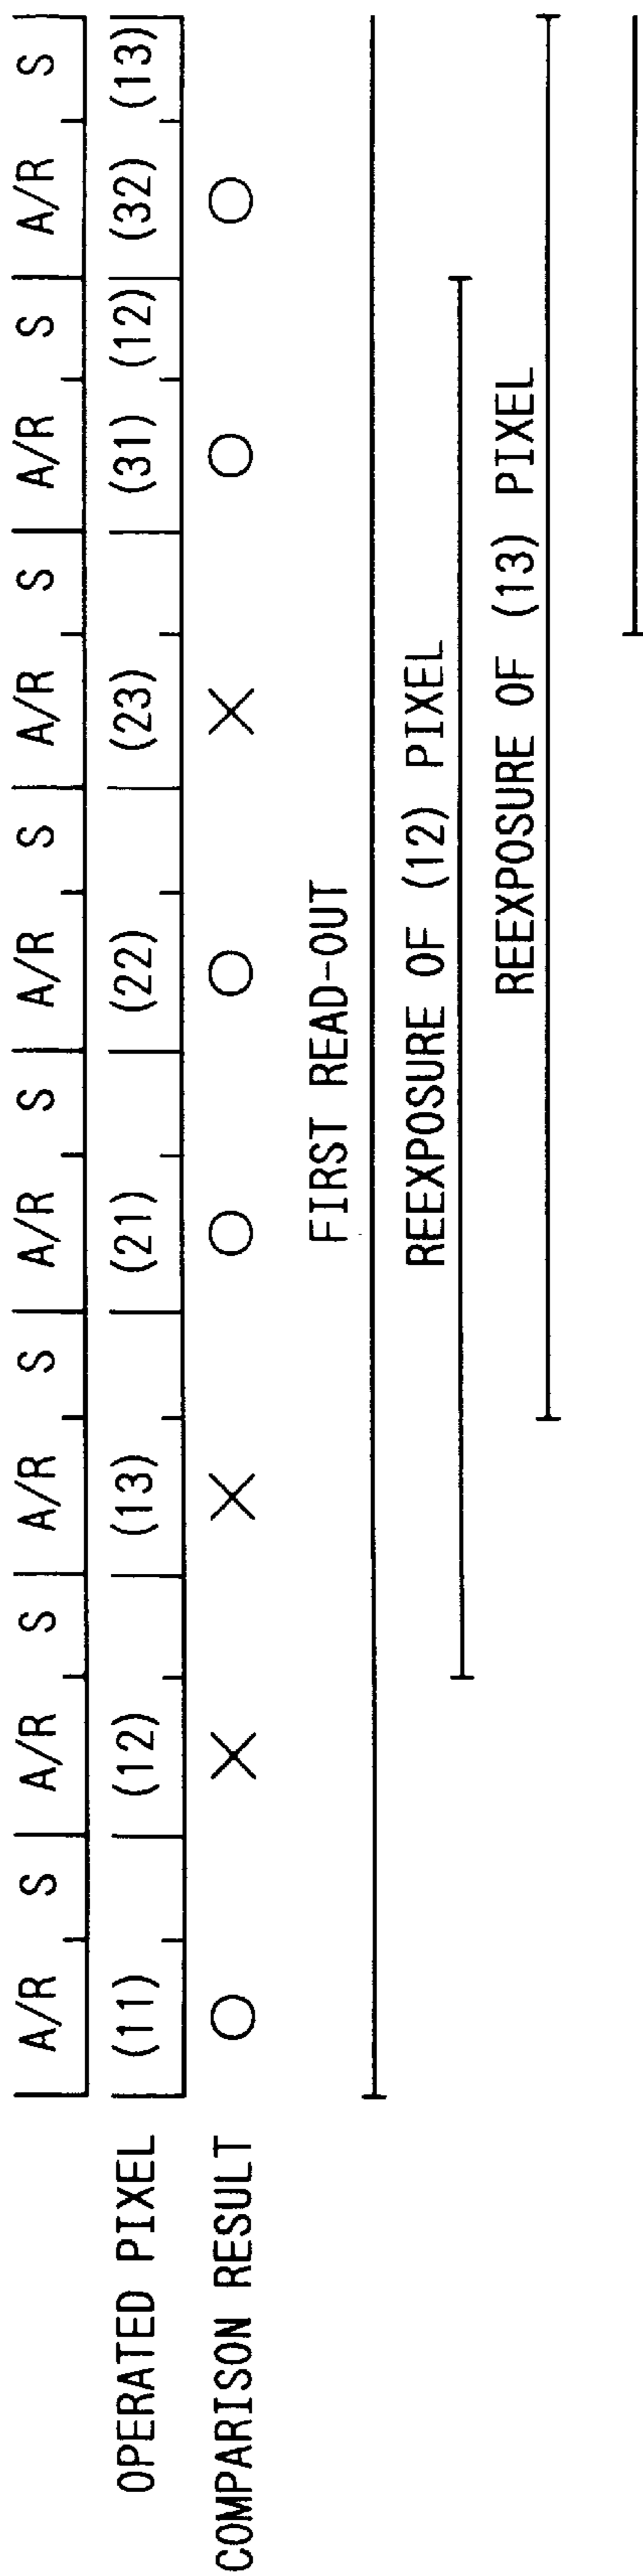 A/R S A/R S A/R S A/R S A/R S A/R S A/R S A/R S
OPERATED PIXEL (11) (12) (13) (21) (22) (23) (31) (12) (32) (13)
COMPARISON RESULT ○ × × ○ ○ × ○ ○
FIRST READ-OUT
REEXPOSURE OF (12) PIXEL
REEXPOSURE OF (13) PIXEL